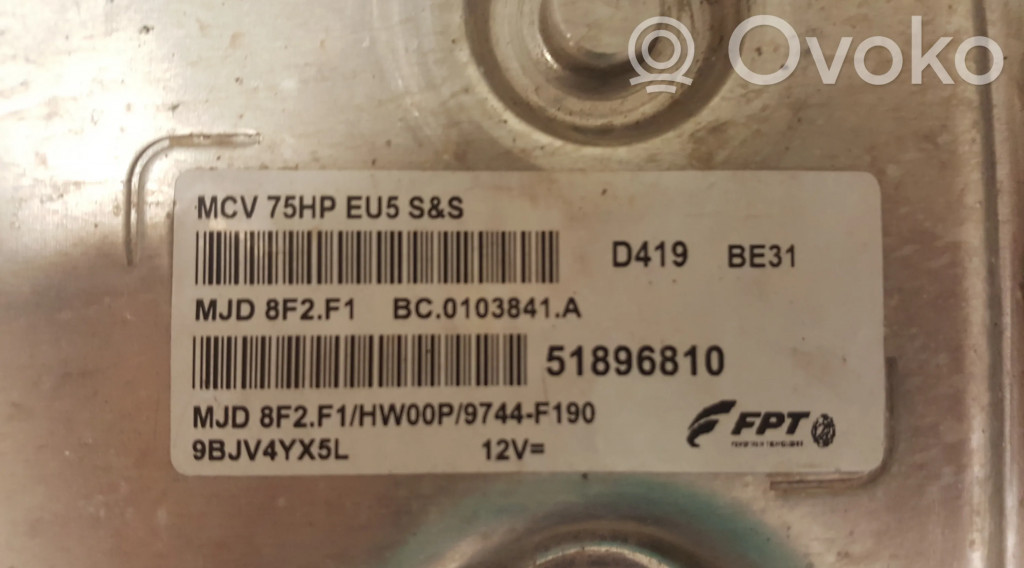 Ovoko
MCV 75HP EU5 S&S
D419 BE31
MJD 8F2.F1 BC.0103841.A
51896810
MJD 8F2.F1/HW00P/9744-F190
FPT
9BJV4YX5L 12V=